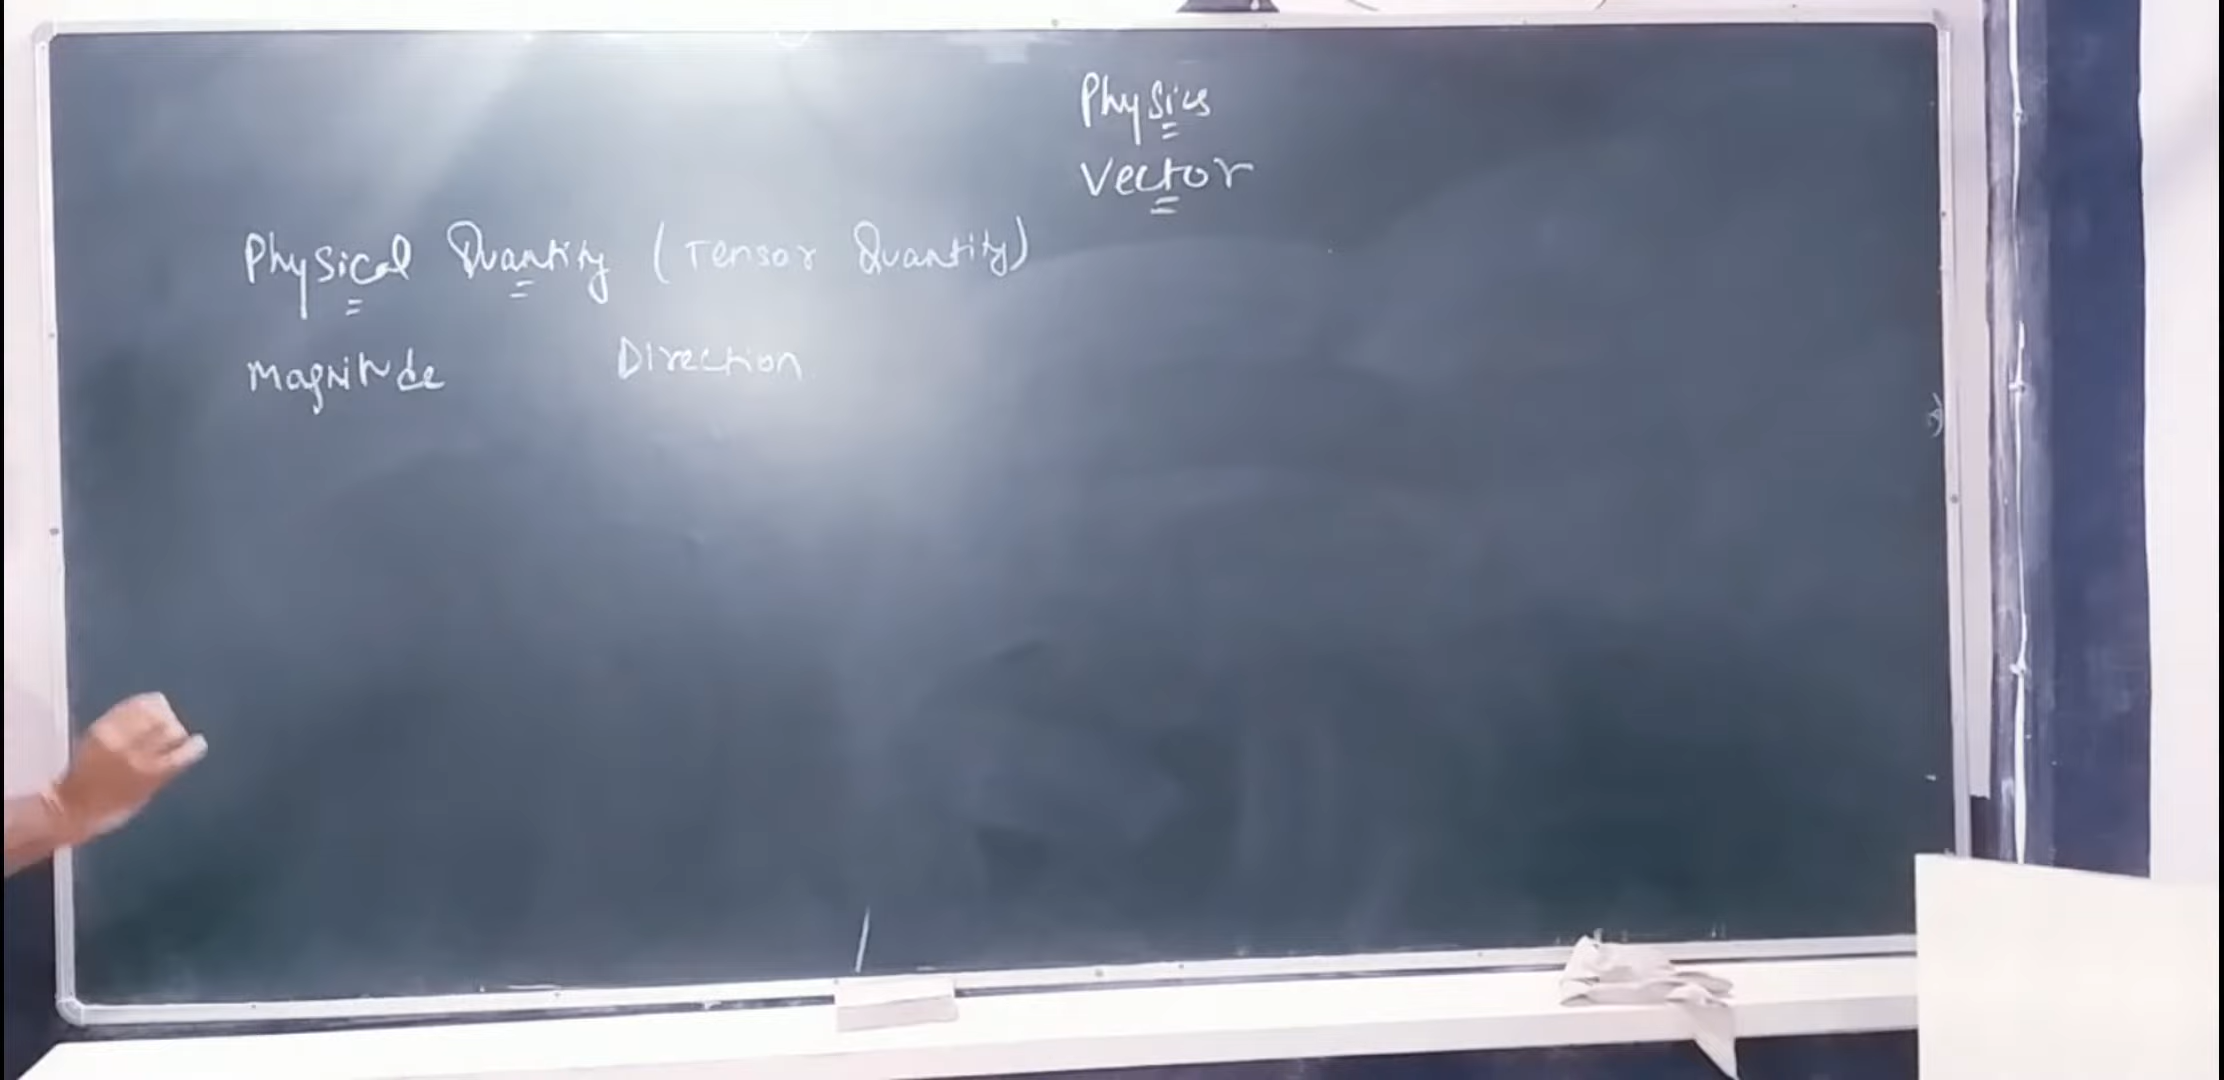 Physics
Vector
Physical Quantity (Tensor Quantity)
Magnitude Direction